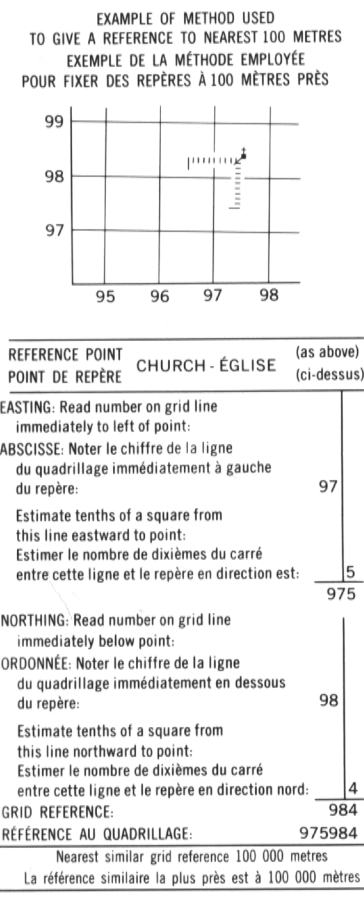 EXAMPLE OF METHOD USED
TO GIVE A REFERENCE TO NEAREST 100 METRES
EXEMPLE DE LA MÉTHODE EMPLOYÉE
POUR FIXER DES REPÈRES À 100 MÈTRES PRÈS
99
98
97
95 96 97 98
REFERENCE POINT
POINT DE REPÈRE
CHURCH - ÉGLISE
(as above)
(ci-dessus)
EASTING: Read number on grid line
immediately to left of point:
ABSCISSE: Noter le chiffre de la ligne
du quadrillage immédiatement à gauche
du repère: 97
Estimate tenths of a square from
this line eastward to point:
Estimer le nombre de dixièmes du carré
entre cette ligne et le repère en direction est: 5
975
NORTHING: Read number on grid line
immediately below point:
ORDONNÉE: Noter le chiffre de la ligne
du quadrillage immédiatement en dessous
du repère: 98
Estimate tenths of a square from
this line northward to point:
Estimer le nombre de dixièmes du carré
entre cette ligne et le repère en direction nord: 4
GRID REFERENCE: 984
RÉFÉRENCE AU QUADRILLAGE: 975984
Nearest similar grid reference 100 000 metres
La référence similaire la plus près est à 100 000 mètres